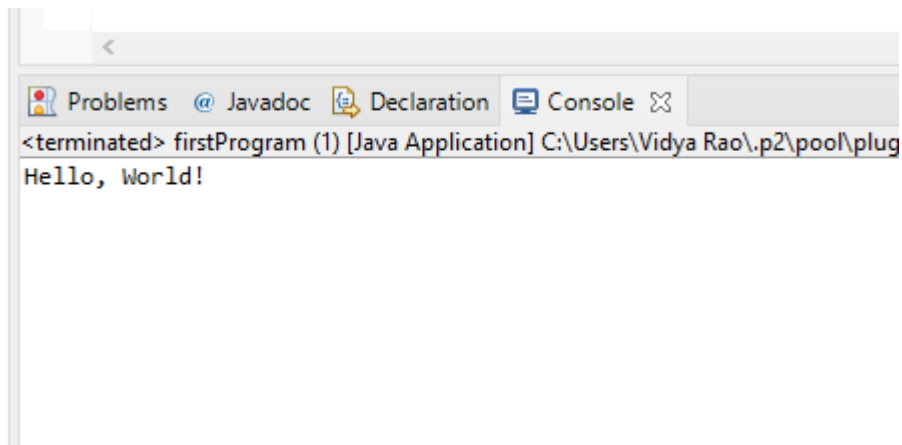 Problems @ Javadoc Declaration Console
<terminated> firstProgram (1) [Java Application] C:\Users\Vidya Rao\.p2\pool\plug
Hello, World!